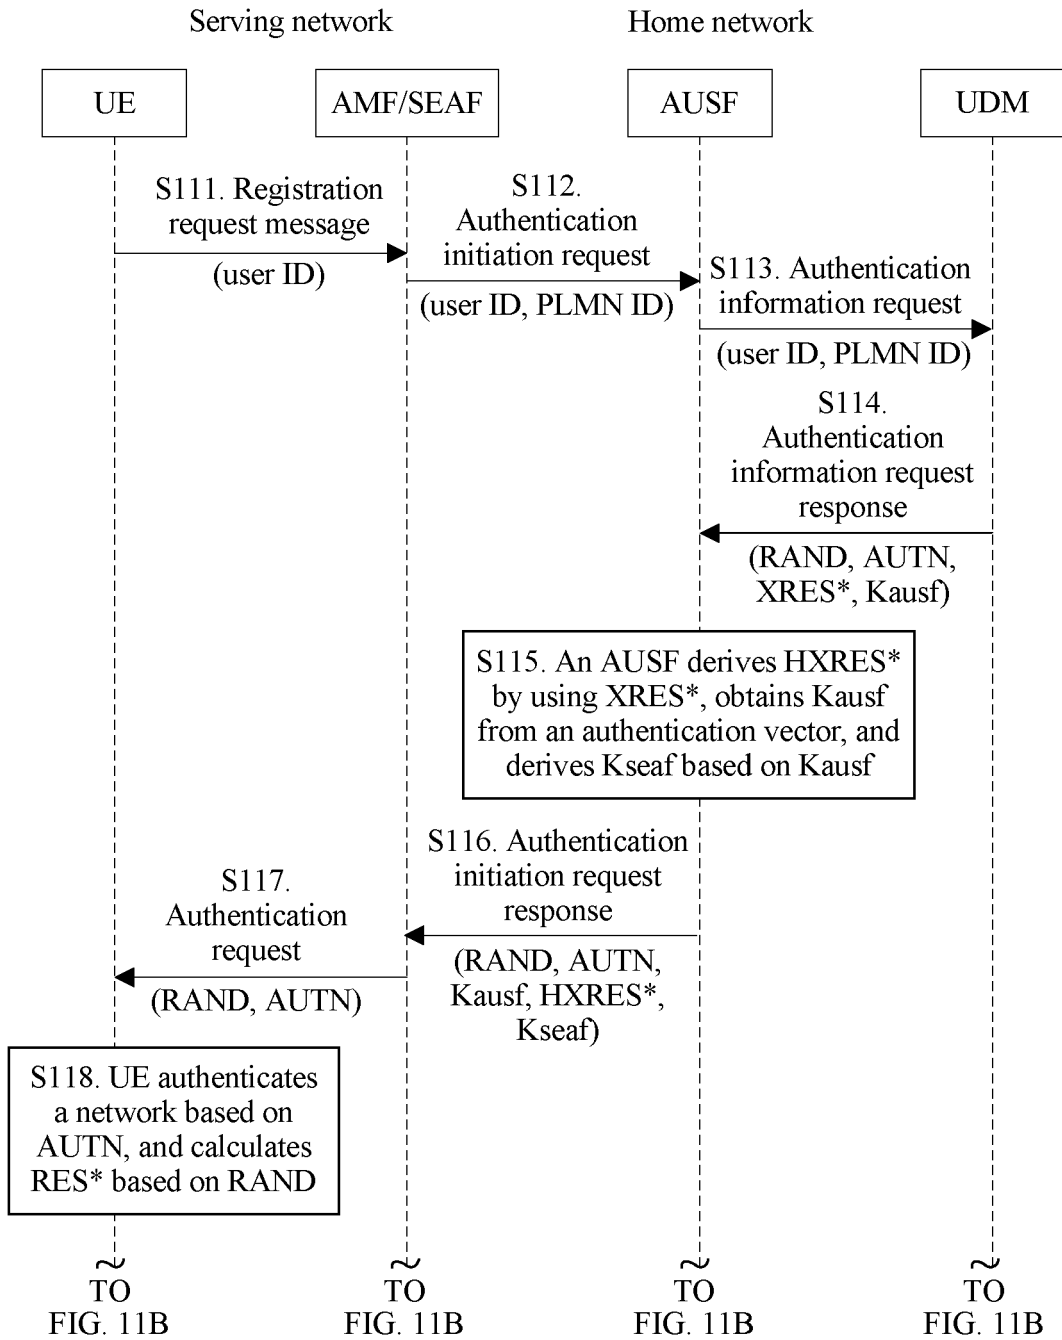 Serving network
Home network
UE
AMF/SEAF
AUSF
UDM
S111. Registration
request message
(user ID)
S112.
Authentication
initiation request
(user ID, PLMN ID)
S113. Authentication
information request
(user ID, PLMN ID)
S114.
Authentication
information request
response
(RAND, AUTN,
XRES*, Kausf)
S115. An AUSF derives HXRES*
by using XRES*, obtains Kausf
from an authentication vector, and
derives Kseaf based on Kausf
S116. Authentication
initiation request
response
(RAND, AUTN,
Kausf, HXRES*,
Kseaf)
S117.
Authentication
request
(RAND, AUTN)
S118. UE authenticates
a network based on
AUTN, and calculates
RES* based on RAND
TO
FIG. 11B
TO
FIG. 11B
TO
FIG. 11B
TO
FIG. 11B